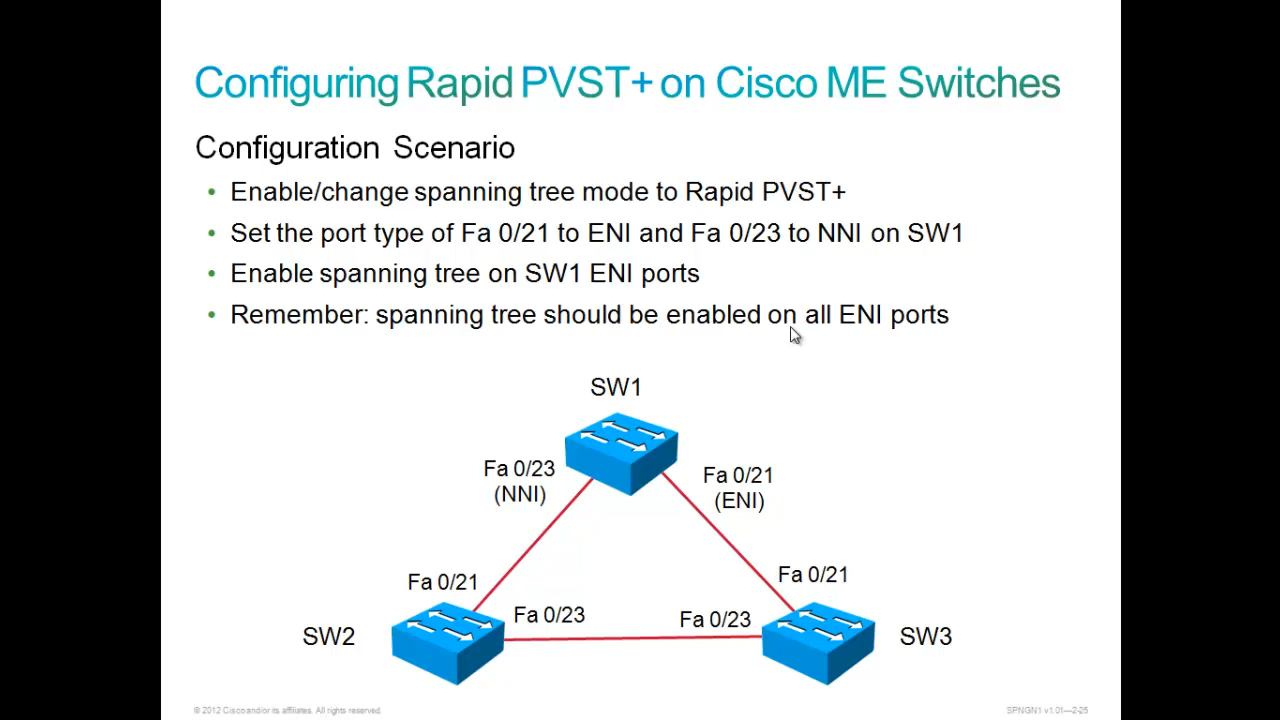 Configuring Rapid PVST+ on Cisco ME Switches
Configuration Scenario
• Enable/change spanning tree mode to Rapid PVST+
• Set the port type of Fa 0/21 to ENI and Fa 0/23 to NNI on SW1
• Enable spanning tree on SW1 ENI ports
• Remember: spanning tree should be enabled on all ENI ports
SW1
Fa 0/23
(NNI)
Fa 0/21
(ENI)
Fa 0/21
Fa 0/21
Fa 0/23
Fa 0/23
SW2
SW3
© 2012 Cisco and/or its affiliates. All rights reserved.
SPNGN1 v1.01—2-25